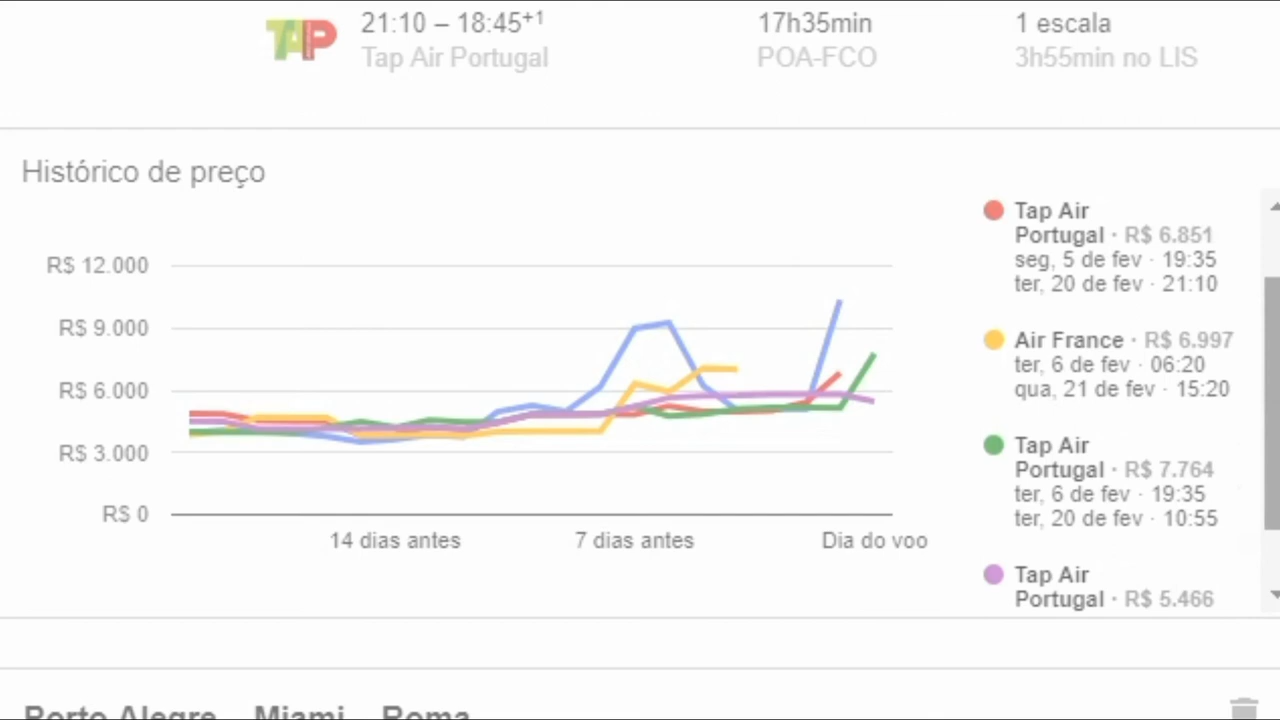 TAP
21:10 – 18:45+1
17h35min
1 escala
Tap Air Portugal
POA-FCO
3h55min no LIS
Histórico de preço
R$ 12.000
R$ 9.000
R$ 6.000
R$ 3.000
R$ 0
14 dias antes
7 dias antes
Dia do voo
Tap Air
Portugal · R$ 6.851
seg, 5 de fev · 19:35
ter, 20 de fev · 21:10
Air France · R$ 6.997
ter, 6 de fev · 06:20
qua, 21 de fev · 15:20
Tap Air
Portugal · R$ 7.764
ter, 6 de fev · 19:35
ter, 20 de fev · 10:55
Tap Air
Portugal · R$ 5.466
Porto Alegre Miami Roma